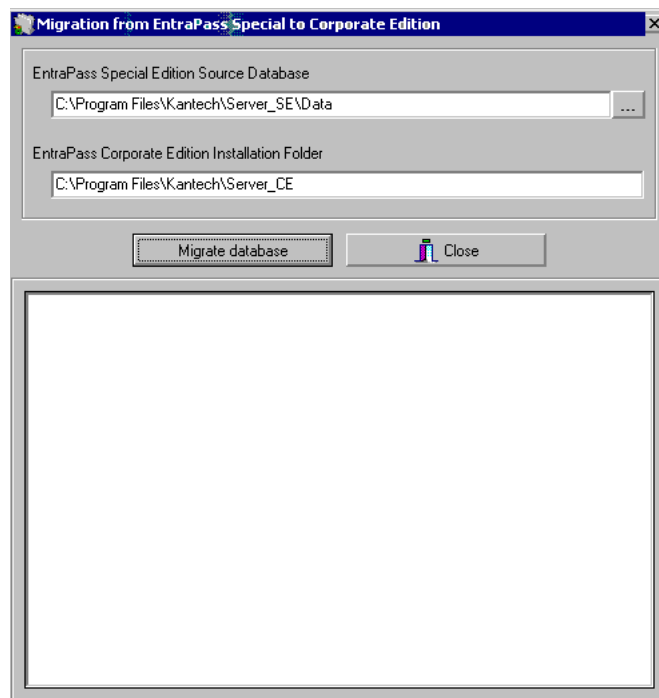 Migration from EntraPass Special to Corporate Edition
EntraPass Special Edition Source Database
C:\Program Files\Kantech\Server_SE\Data
...
EntraPass Corporate Edition Installation Folder
C:\Program Files\Kantech\Server_CE
Migrate database
Close